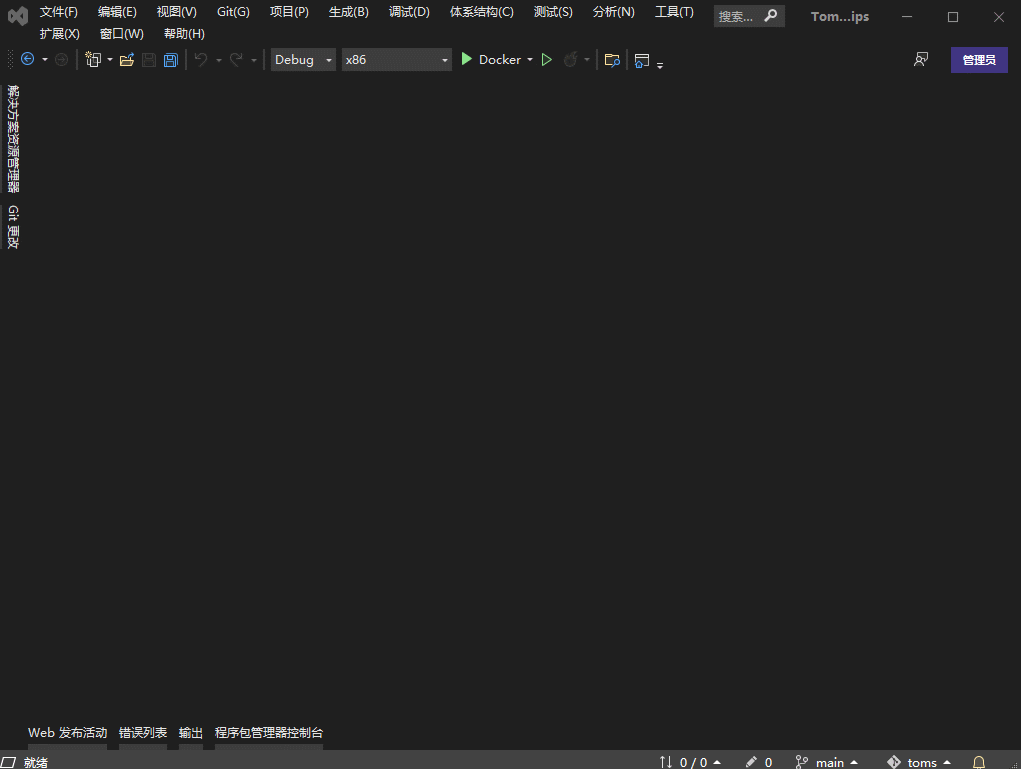 文件(F) 编辑(E) 视图(V) Git(G) 项目(P) 生成(B) 调试(D) 体系结构(C) 测试(S) 分析(N) 工具(T) 搜索... Tom...ips
扩展(X) 窗口(W) 帮助(H)
Debug x86 Docker 管理员
解决方案资源管理器
Git 更改
Web 发布活动 错误列表 输出 程序包管理器控制台
就绪 0 / 0 0 main toms